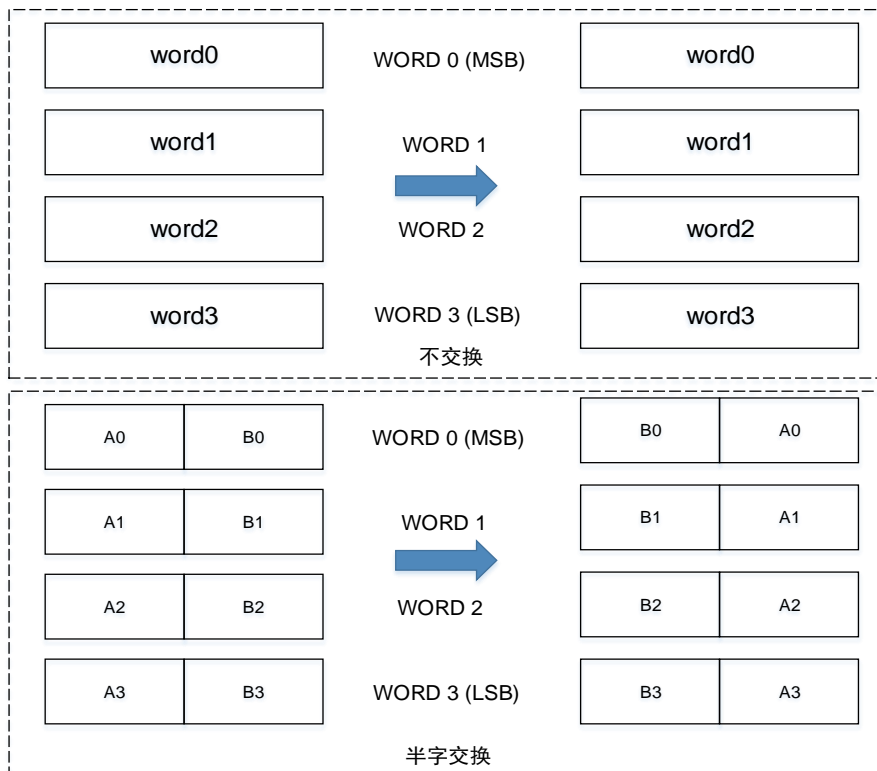 word0 WORD 0 (MSB) word0
word1 WORD 1 word1
word2 WORD 2 word2
word3 WORD 3 (LSB) word3
不交换
A0 B0 WORD 0 (MSB) B0 A0
A1 B1 WORD 1 B1 A1
A2 B2 WORD 2 B2 A2
A3 B3 WORD 3 (LSB) B3 A3
半字交换